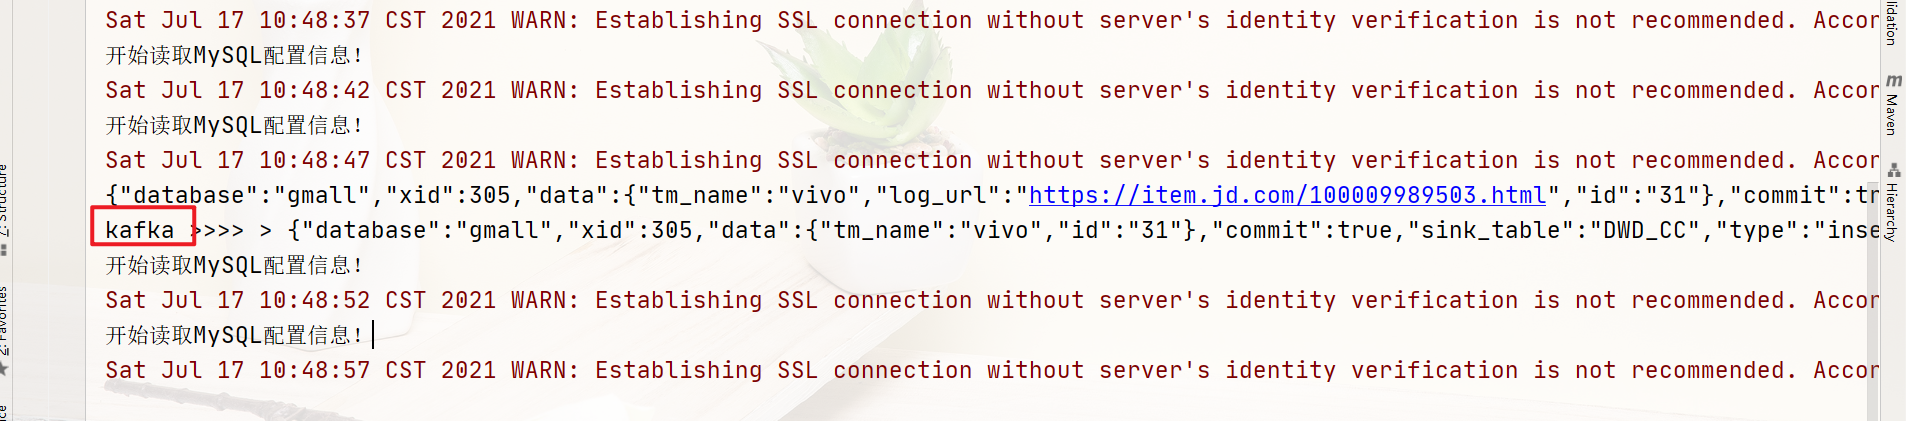 Sat Jul 17 10:48:37 CST 2021 WARN: Establishing SSL connection without server's identity verification is not recommended. Accor
开始读取MySQL配置信息!
Sat Jul 17 10:48:42 CST 2021 WARN: Establishing SSL connection without server's identity verification is not recommended. Accor
开始读取MySQL配置信息!
Sat Jul 17 10:48:47 CST 2021 WARN: Establishing SSL connection without server's identity verification is not recommended. Accor
{"database":"gmall","xid":305,"data":{"tm_name":"vivo","log_url":"https://item.jd.com/100009989503.html","id":"31"},"commit":tr
kafka >>>> > {"database":"gmall","xid":305,"data":{"tm_name":"vivo","id":"31"},"commit":true,"sink_table":"DWD_CC","type":"inse
开始读取MySQL配置信息!
Sat Jul 17 10:48:52 CST 2021 WARN: Establishing SSL connection without server's identity verification is not recommended. Accor
开始读取MySQL配置信息!
Sat Jul 17 10:48:57 CST 2021 WARN: Establishing SSL connection without server's identity verification is not recommended. Accor
lidation
m Maven
Hierarchy
Structure
2: Favorites